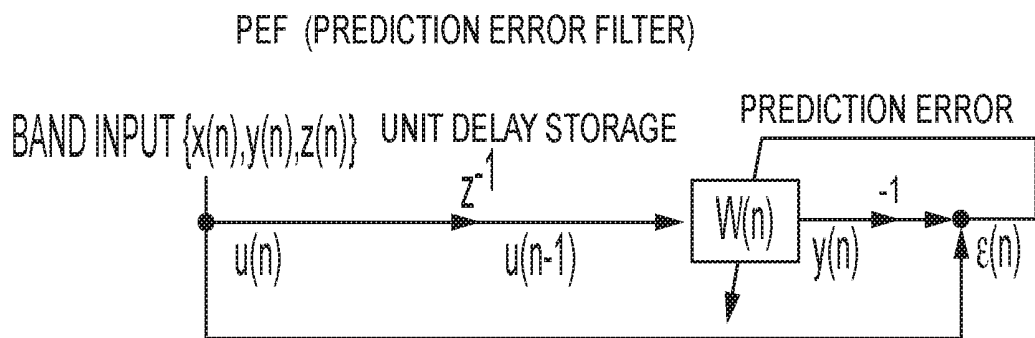 PEF (PREDICTION ERROR FILTER)
PREDICTION ERROR
BAND INPUT {x(n),y(n),z(n)}
UNIT DELAY STORAGE
z⁻¹
W(n)
-1
u(n)
u(n-1)
y(n)
ε(n)